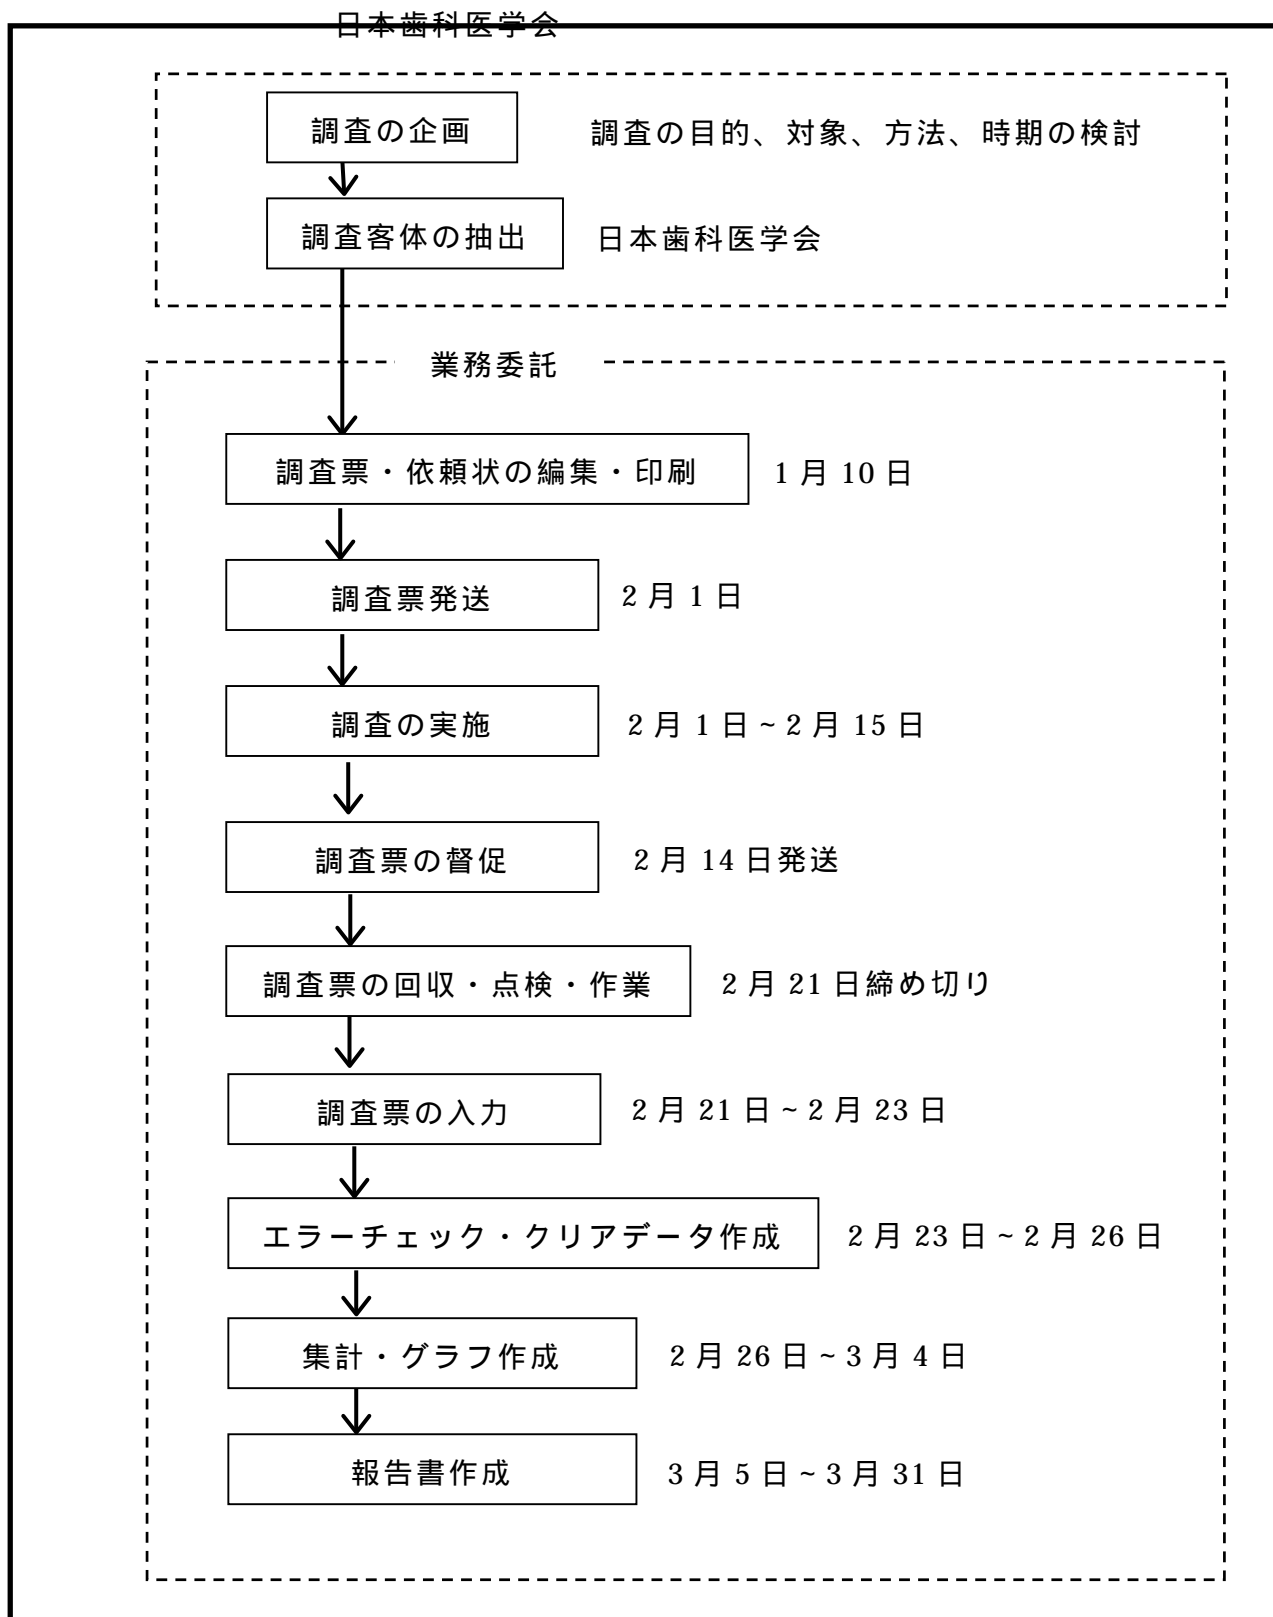 日本歯科医学会
調査の企画 調査の目的、対象、方法、時期の検討
調査客体の抽出 日本歯科医学会
業務委託
調査票・依頼状の編集・印刷 1月10日
調査票発送 2月1日
調査の実施 2月1日~2月15日
調査票の督促 2月14日発送
調査票の回収・点検・作業 2月21日締め切り
調査票の入力 2月21日~2月23日
エラーチェック・クリアデータ作成 2月23日~2月26日
集計・グラフ作成 2月26日~3月4日
報告書作成 3月5日~3月31日